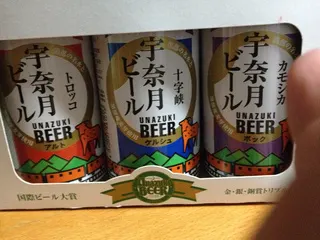 宇奈月ビール
トロッコ
UNAZUKI
BEER
アルト
宇奈月ビール
十字峡
UNAZUKI
BEER
ケルシュ
宇奈月ビール
カモシカ
UNAZUKI
BEER
ボック
国際ビール大賞
BEER
金・銀・銅賞トリプ